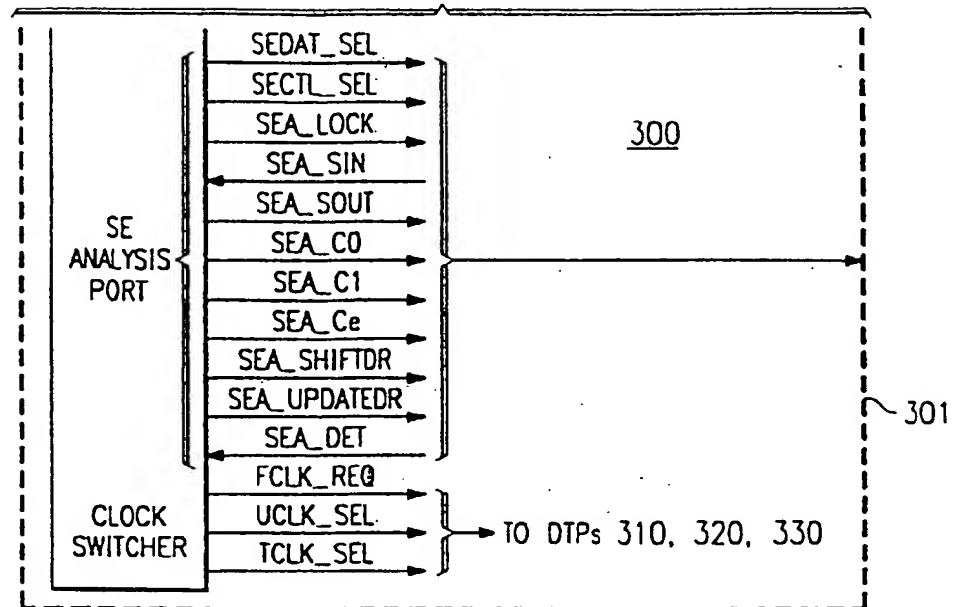 SEDAT_SEL
SECTL_SEL
SEA_LOCK
300
SEA_SIN
SEA_SOUT
SE
ANALYSIS
PORT
SEA_C0
SEA_C1
SEA_Ce
SEA_SHIFTDR
SEA_UPDATEDR
301
SEA_DET
FCLK_REQ
CLOCK
SWITCHER
UCLK_SEL
TO DTPs 310, 320, 330
TCLK_SEL